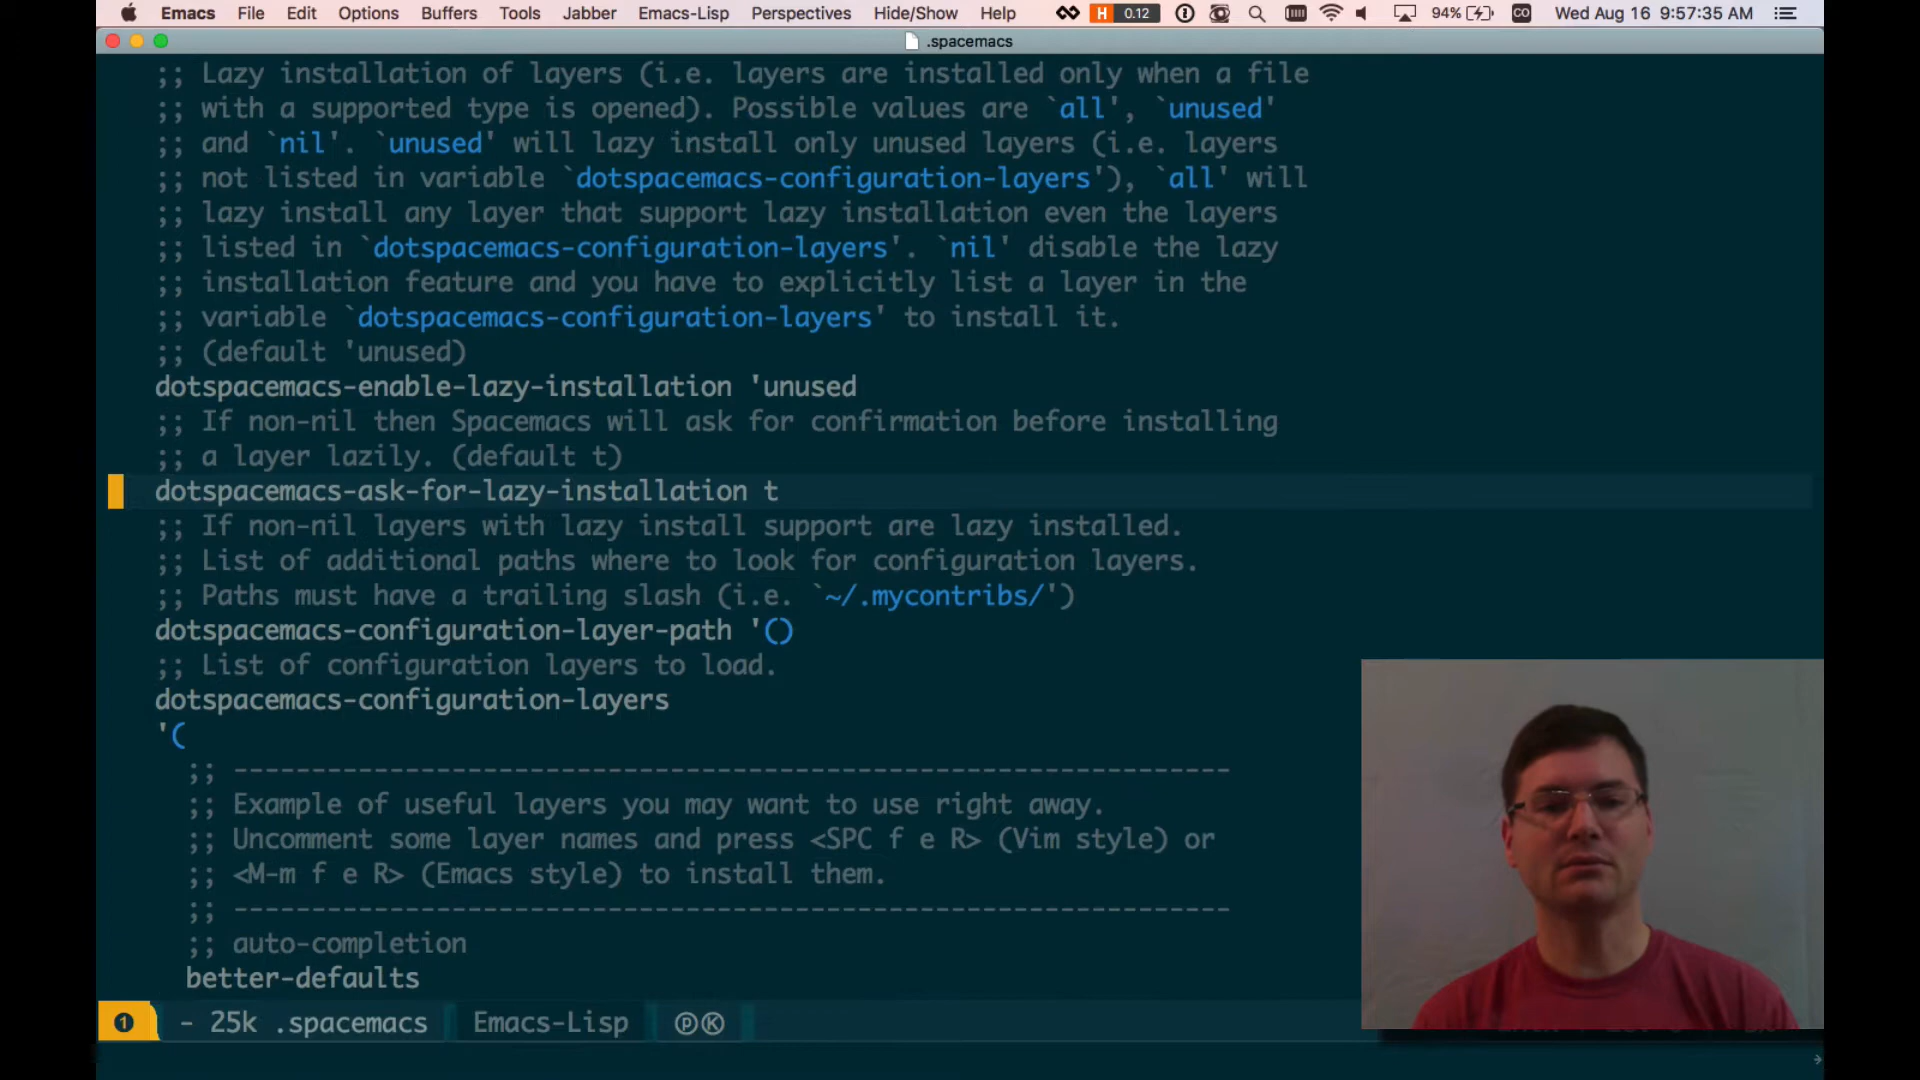 Emacs File Edit Options Buffers Tools Jabber Emacs-Lisp Perspectives Hide/Show Help H 0.12 94% CO Wed Aug 16 9:57:35 AM
.spacemacs
;; Lazy installation of layers (i.e. layers are installed only when a file
;; with a supported type is opened). Possible values are `all', `unused'
;; and `nil'. `unused' will lazy install only unused layers (i.e. layers
;; not listed in variable `dotspacemacs-configuration-layers'), `all' will
;; lazy install any layer that support lazy installation even the layers
;; listed in `dotspacemacs-configuration-layers'. `nil' disable the lazy
;; installation feature and you have to explicitly list a layer in the
;; variable `dotspacemacs-configuration-layers' to install it.
;; (default 'unused)
dotspacemacs-enable-lazy-installation 'unused
;; If non-nil then Spacemacs will ask for confirmation before installing
;; a layer lazily. (default t)
dotspacemacs-ask-for-lazy-installation t
;; If non-nil layers with lazy install support are lazy installed.
;; List of additional paths where to look for configuration layers.
;; Paths must have a trailing slash (i.e. `~/.mycontribs/')
dotspacemacs-configuration-layer-path '()
;; List of configuration layers to load.
dotspacemacs-configuration-layers
'(
;; ----------------------------------------------------------------
;; Example of useful layers you may want to use right away.
;; Uncomment some layer names and press <SPC f e R> (Vim style) or
;; <M-m f e R> (Emacs style) to install them.
;; ----------------------------------------------------------------
;; auto-completion
better-defaults
❶ - 25k .spacemacs Emacs-Lisp ⓟⓀ